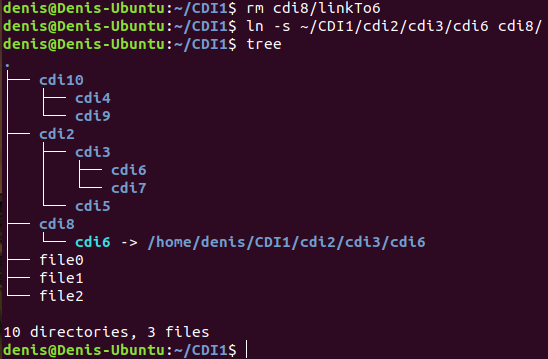 denis@Denis-Ubuntu:~/CDI1$ rm cdi8/linkTo6
denis@Denis-Ubuntu:~/CDI1$ ln -s ~/CDI1/cdi2/cdi3/cdi6 cdi8/
denis@Denis-Ubuntu:~/CDI1$ tree
.
├── cdi10
│   ├── cdi4
│   └── cdi9
├── cdi2
│   ├── cdi3
│   │   ├── cdi6
│   │   └── cdi7
│   └── cdi5
├── cdi8
│   └── cdi6 -> /home/denis/CDI1/cdi2/cdi3/cdi6
├── file0
├── file1
└── file2
10 directories, 3 files
denis@Denis-Ubuntu:~/CDI1$